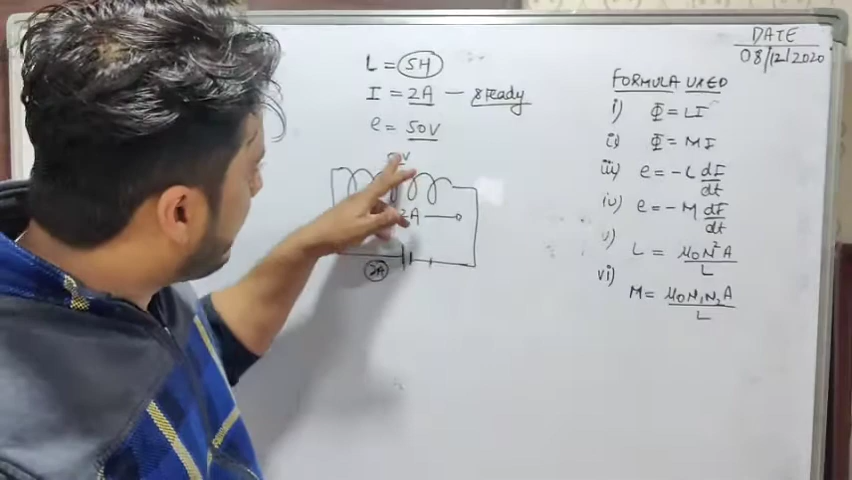 L = 5H
I = 2A - steady
e = 50V
2A
2A
DATE
08/12/2020
FORMULA USED
i) Φ = LI
ii) Φ = MI
iii) e = -L dI/dt
iv) e = -M dI/dt
v) L = μ0N²A/L
vi) M = μ0N1N2A/L